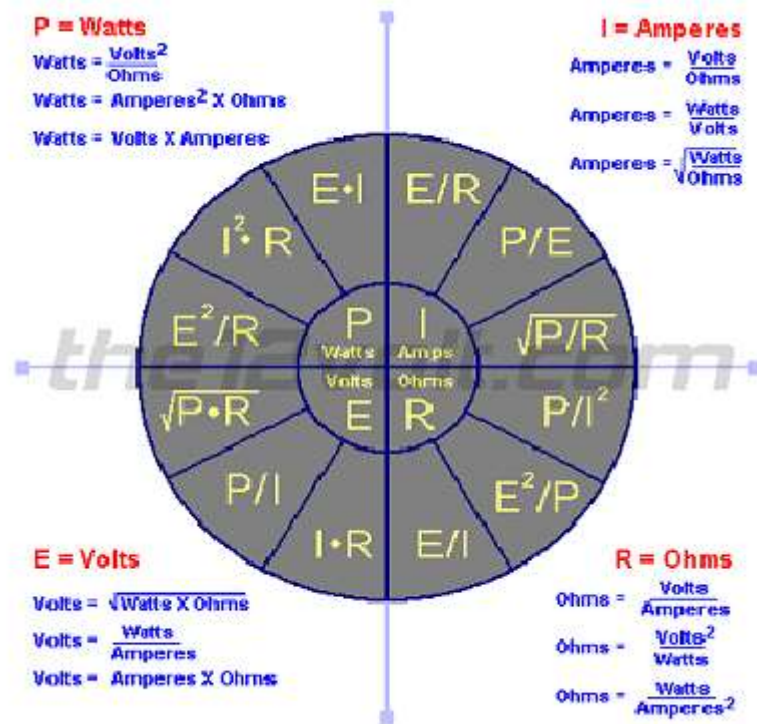 P = Watts
Watts = Volts² / Ohms
Watts = Amperes² X Ohms
Watts = Volts X Amperes
I = Amperes
Amperes = Volts / Ohms
Amperes = Watts / Volts
Amperes = √Watts / Ohms
E•I
E/R
I²• R
P/E
E²/R
√P/R
P
Watts
I
Amps
Volts
E
Ohms
R
√P•R
P/I²
P/I
E²/P
I•R
E/I
E = Volts
Volts = √Watts X Ohms
Volts = Watts / Amperes
Volts = Amperes X Ohms
R = Ohms
Ohms = Volts / Amperes
Ohms = Volts² / Watts
Ohms = Watts / Amperes²